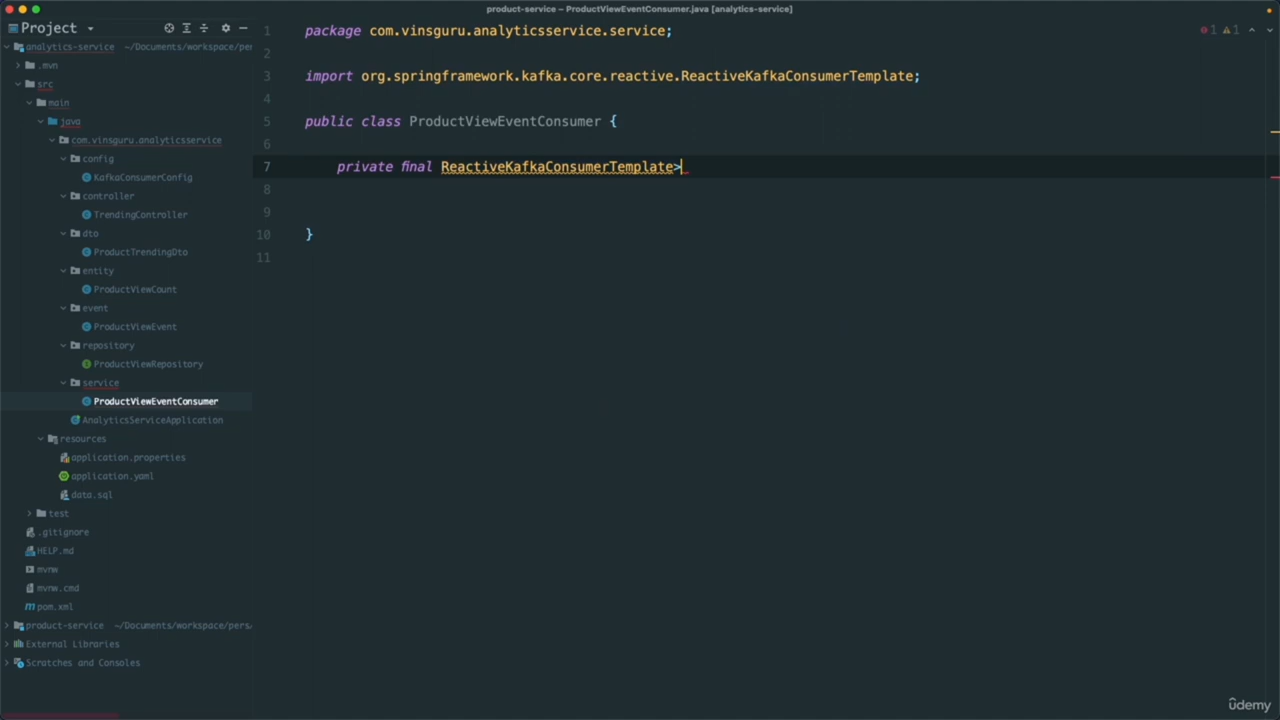 product-service – ProductViewEventConsumer.java [analytics-service]
Project
analytics-service ~/Documents/workspace/pers
.mvn
src
main
java
com.vinsguru.analyticsservice
config
KafkaConsumerConfig
controller
TrendingController
dto
ProductTrendingDto
entity
ProductViewCount
event
ProductViewEvent
repository
ProductViewRepository
service
ProductViewEventConsumer
AnalyticsServiceApplication
resources
application.properties
application.yaml
data.sql
test
.gitignore
HELP.md
mvnw
mvnw.cmd
pom.xml
product-service ~/Documents/workspace/pers
External Libraries
Scratches and Consoles
1 package com.vinsguru.analyticsservice.service;
2
3 import org.springframework.kafka.core.reactive.ReactiveKafkaConsumerTemplate;
4
5 public class ProductViewEventConsumer {
6
7 private final ReactiveKafkaConsumerTemplate>
8
9
10 }
11
1 1
udemy